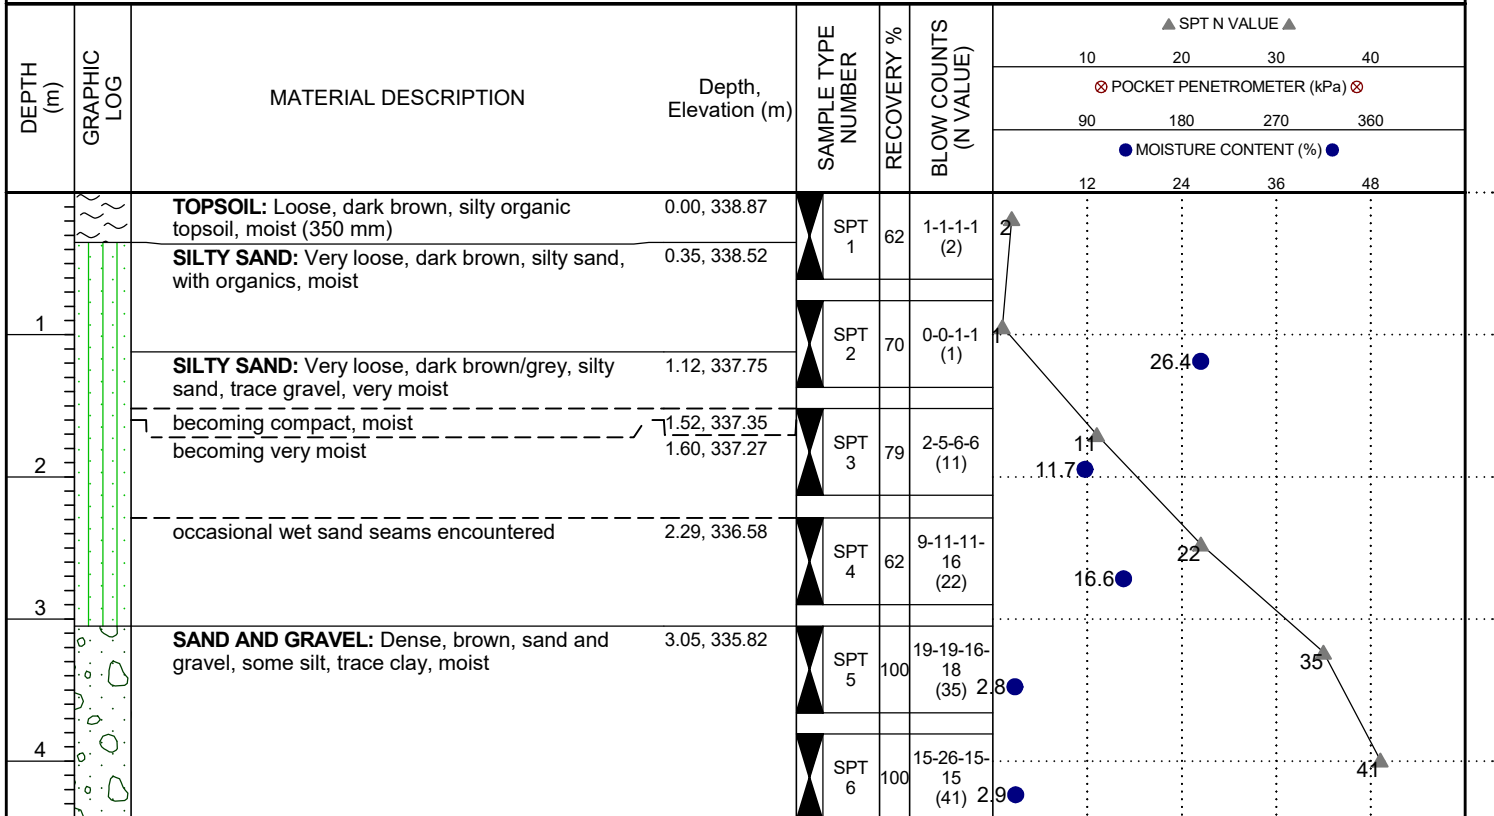 DEPTH
(m)
GRAPHIC
LOG
MATERIAL DESCRIPTION
Depth,
Elevation (m)
SAMPLE TYPE
NUMBER
RECOVERY %
BLOW COUNTS
(N VALUE)
SPT N VALUE
10 20 30 40
POCKET PENETROMETER (kPa)
90 180 270 360
MOISTURE CONTENT (%)
12 24 36 48
TOPSOIL: Loose, dark brown, silty organic
topsoil, moist (350 mm)
0.00, 338.87
SPT
1
62
1-1-1-1
(2)
2
SILTY SAND: Very loose, dark brown, silty sand,
with organics, moist
0.35, 338.52
1
SPT
2
70
0-0-1-1
(1)
1
SILTY SAND: Very loose, dark brown/grey, silty
sand, trace gravel, very moist
1.12, 337.75
26.4
becoming compact, moist
1.52, 337.35
becoming very moist
1.60, 337.27
2
SPT
3
79
2-5-6-6
(11)
11
11.7
occasional wet sand seams encountered
2.29, 336.58
SPT
4
62
9-11-11-
16
(22)
22
16.6
3
SAND AND GRAVEL: Dense, brown, sand and
gravel, some silt, trace clay, moist
3.05, 335.82
SPT
5
100
19-19-16-
18
(35)
35
2.8
4
SPT
6
100
15-26-15-
15
(41)
41
2.9